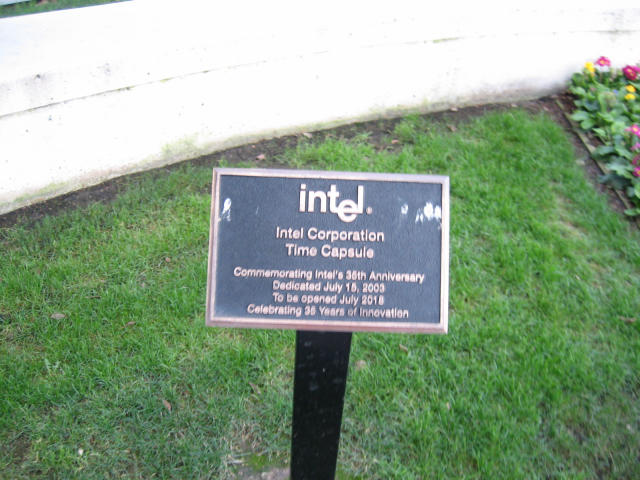 intel®
Intel Corporation
Time Capsule
Commemorating Intel's 35th Anniversary
Dedicated July 15, 2003
To be opened July 2018
Celebrating 35 Years of Innovation